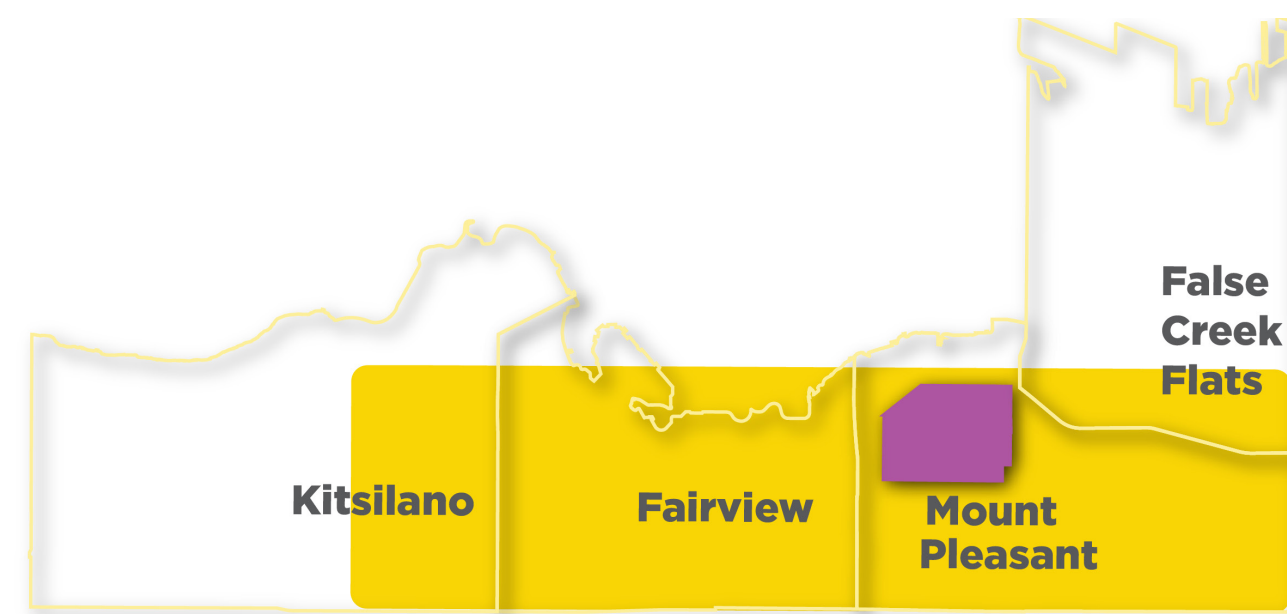 False
Creek
Flats
Kitsilano
Fairview
Mount
Pleasant